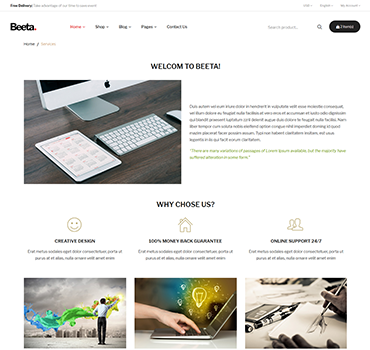 Free Delivery: Take advantage of our time to save event
USD English My Account
Beeta.
Home Shop Blog Pages Contact Us
Search product...
Home / Services
WELCOM TO BEETA!
Duis autem vel eum iriure dolor in hendrerit in vulputate velit esse molestie consequat,
vel illum dolore eu feugiat nulla facilisis at vero eros et accumsan et iusto odio dignissim
qui blandit praesent luptatum zzril delenit augue duis dolore te feugait nulla facilisi. Nam
liber tempor cum soluta nobis eleifend option congue nihil imperdiet doming id quod
mazim placerat facer possim assum. Typi non habent claritatem insitam; est usus
legentis in iis qui facit eorum claritatem.
"There are many variations of passages of Lorem Ipsum available, but the majority have
suffered alteration in some form."
WHY CHOSE US?
CREATIVE DESIGN
Erat metus sodales eget dolor consectetuer, porta ut
purus at et alias, nulla ornare velit amet enim
100% MONEY BACK GUARANTEE
Erat metus sodales eget dolor consectetuer, porta ut
purus at et alias, nulla ornare velit amet enim
ONLINE SUPPORT 24/7
Erat metus sodales eget dolor consectetuer, porta ut
purus at et alias, nulla ornare velit amet enim